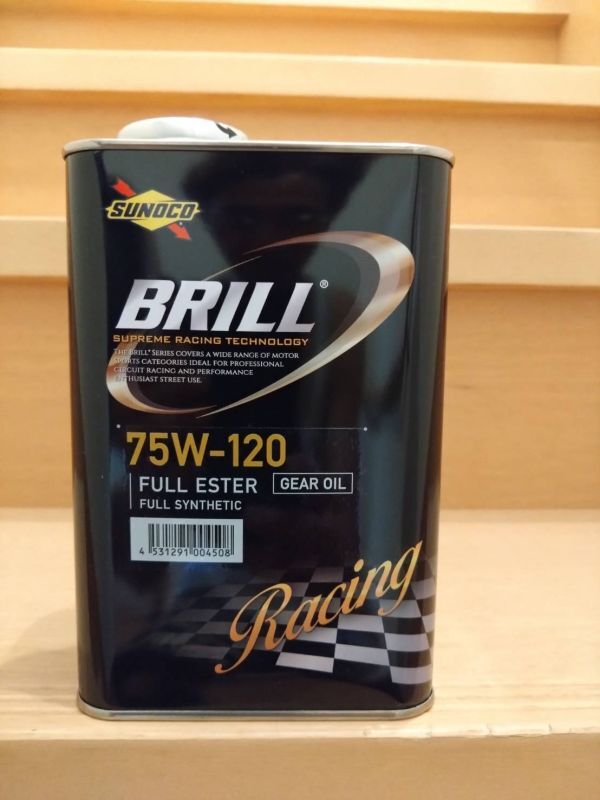 SUNOCO
BRILL®
SUPREME RACING TECHNOLOGY
THE BRILL® SERIES COVERS A WIDE RANGE OF MOTOR
SPORTS CATEGORIES IDEAL FOR PROFESSIONAL
CIRCUIT RACING AND PERFORMANCE
ENTHUSIAST STREET USE.
75W-120
FULL ESTER GEAR OIL
FULL SYNTHETIC
4 531291 004508
Racing